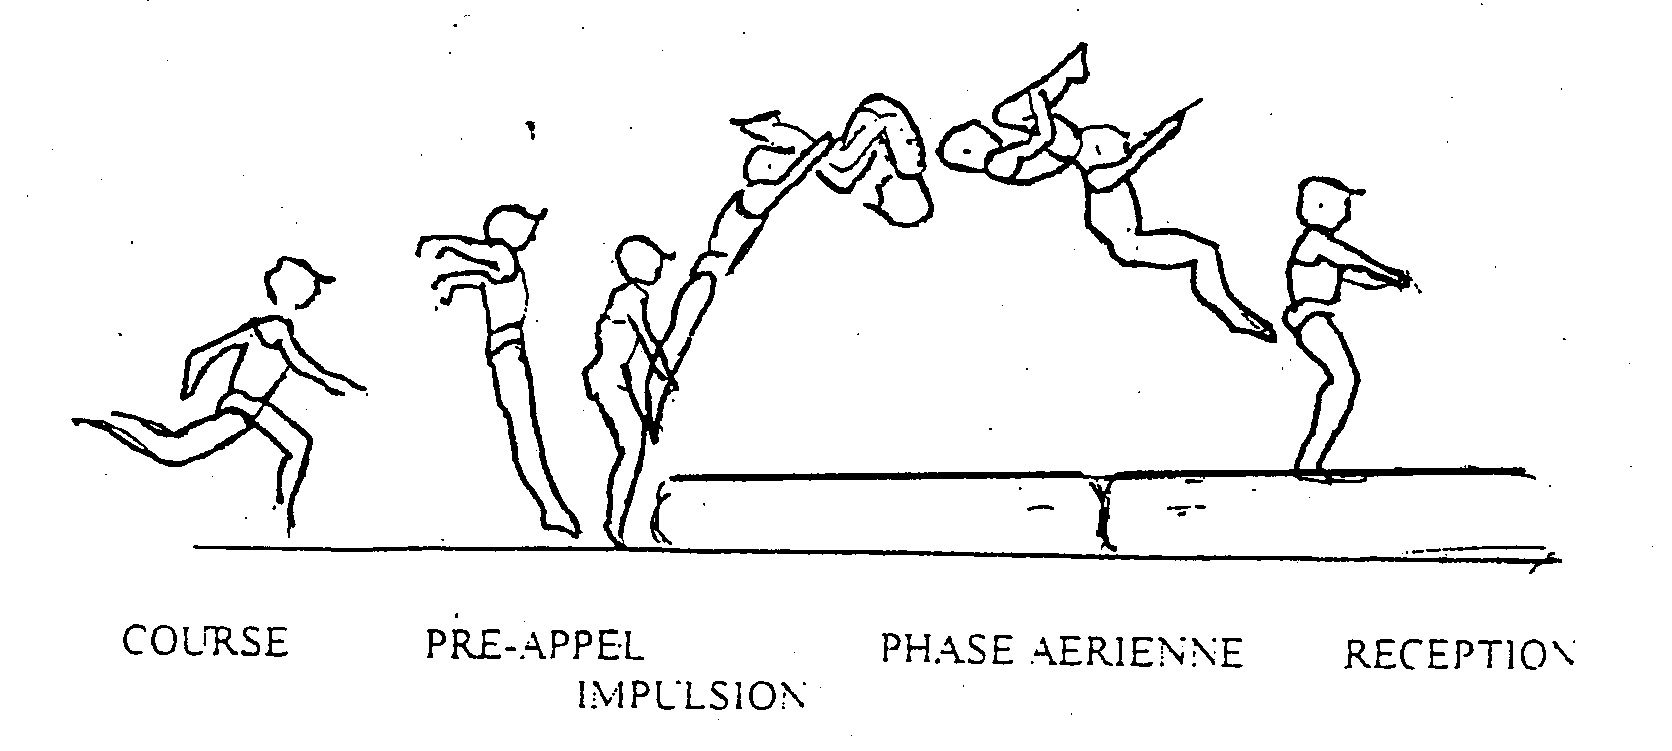 COURSE PRE-APPEL PHASE AERIENNE RECEPTION
IMPULSION